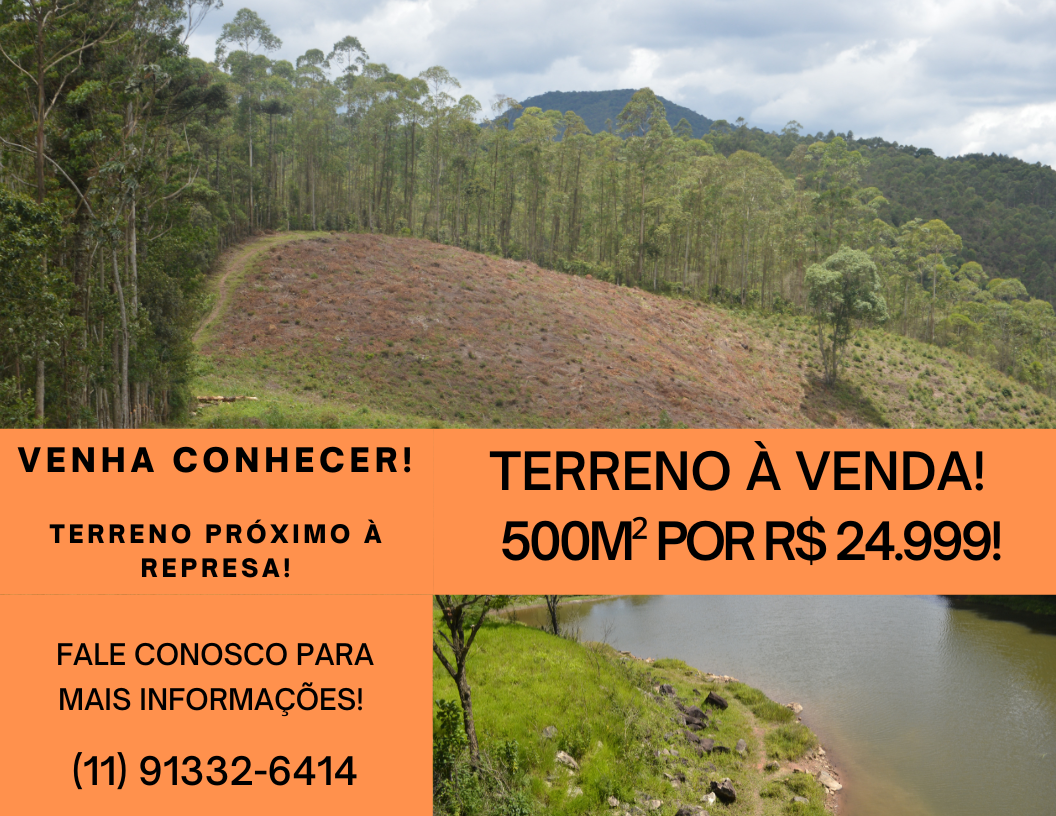 VENHA CONHECER!
TERRENO PRÓXIMO À
REPRESA!
TERRENO À VENDA!
500M² POR R$ 24.999!
FALE CONOSCO PARA
MAIS INFORMAÇÕES!
(11) 91332-6414